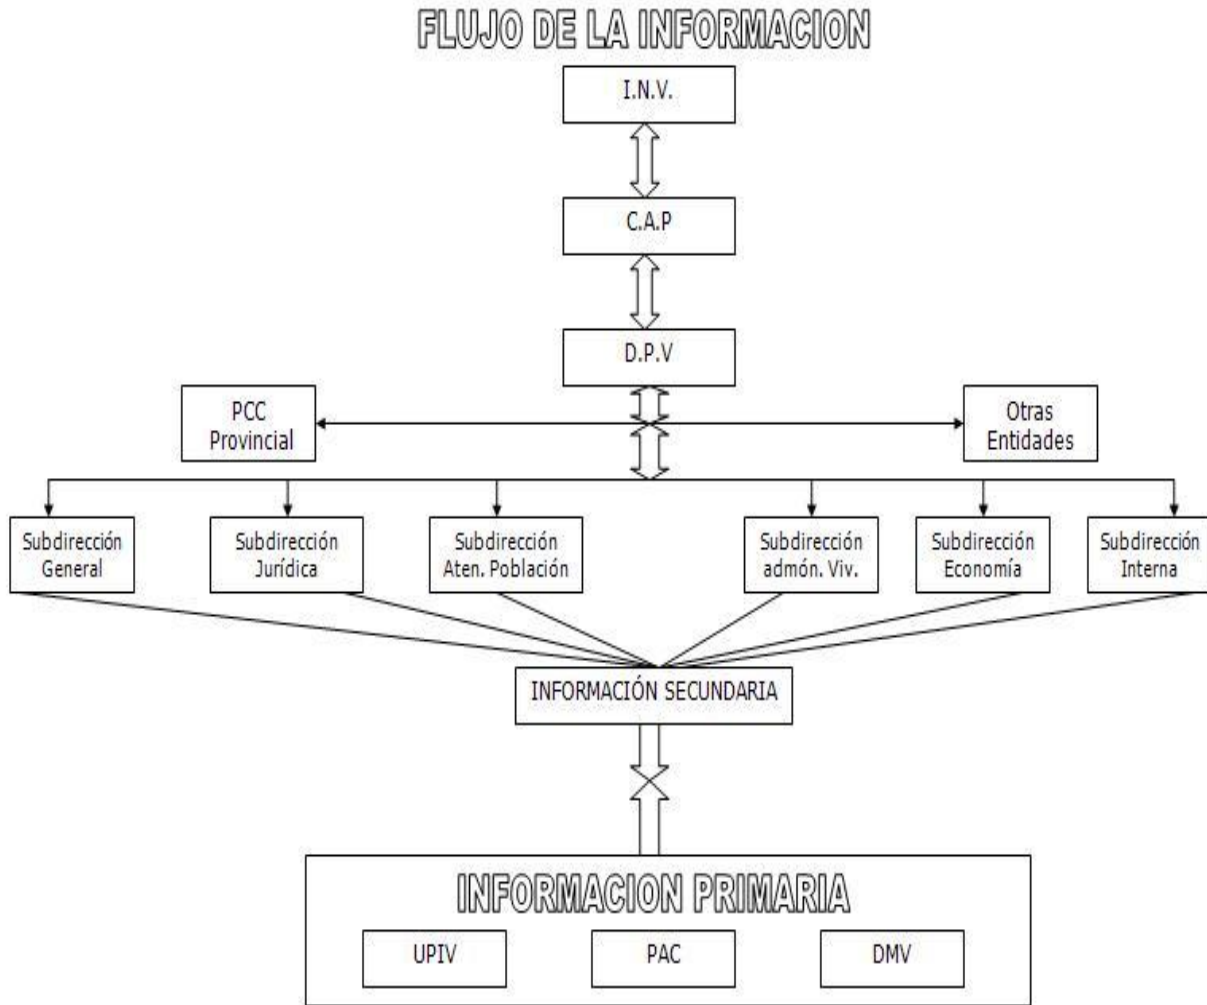 FLUJO DE LA INFORMACION
I.N.V.
C.A.P
D.P.V
PCC
Provincial
Otras
Entidades
Subdirección
General
Subdirección
Jurídica
Subdirección
Aten. Población
Subdirección
admón. Viv.
Subdirección
Economía
Subdirección
Interna
INFORMACIÓN SECUNDARIA
INFORMACION PRIMARIA
UPIV
PAC
DMV